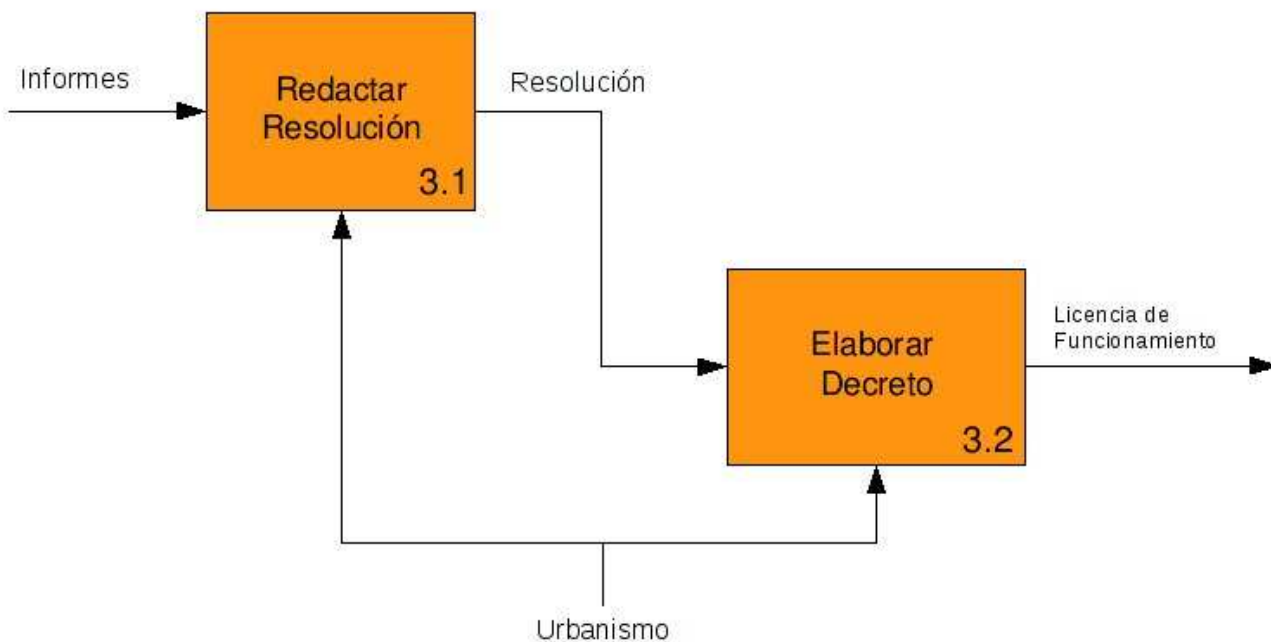 Informes
Redactar
Resolución
3.1
Resolución
Elaborar
Decreto
3.2
Licencia de
Funcionamiento
Urbanismo